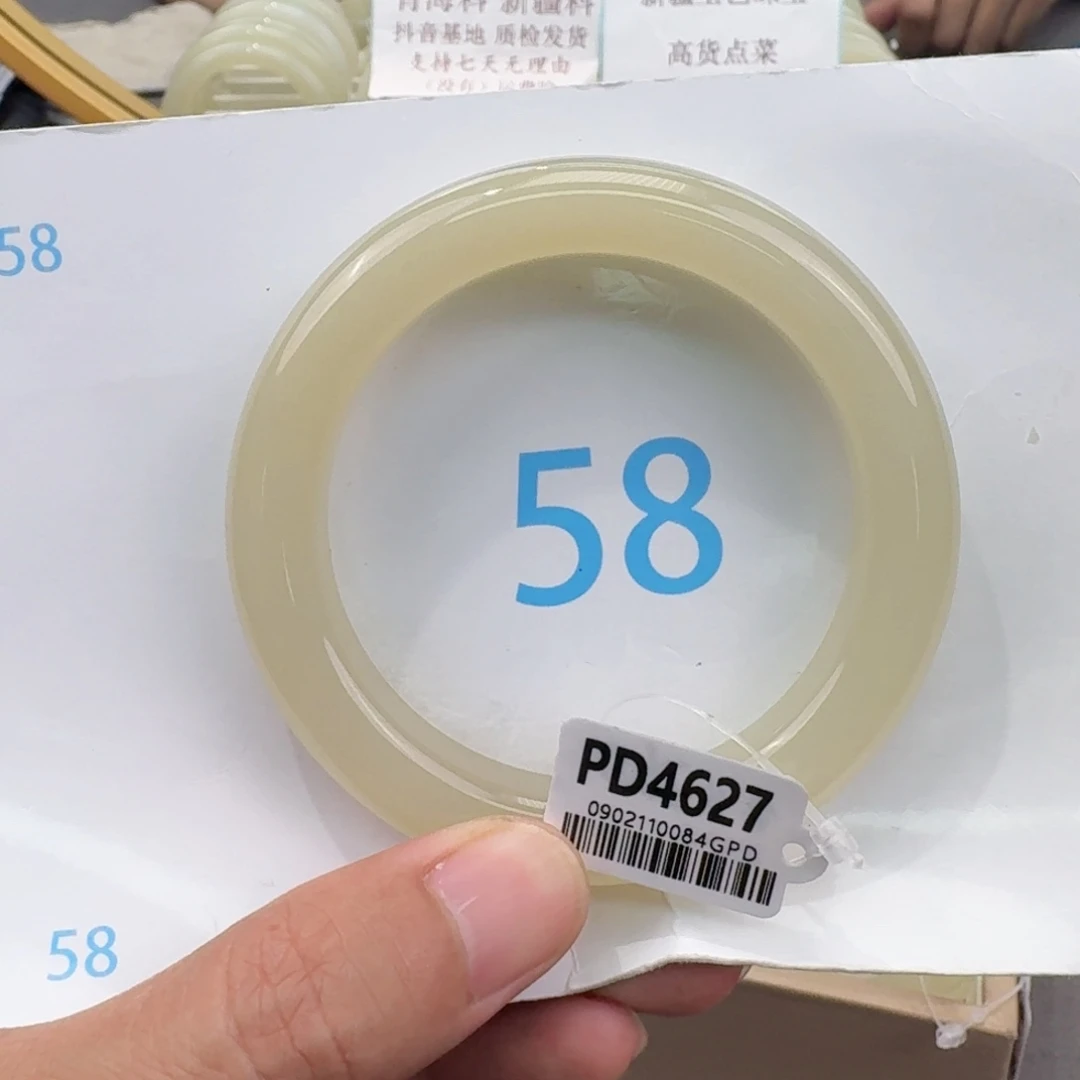 青海料 新疆料
抖音基地 质检发货
支持七天无理由
高货点菜
58
58
PD4627
0902110084GPD
58